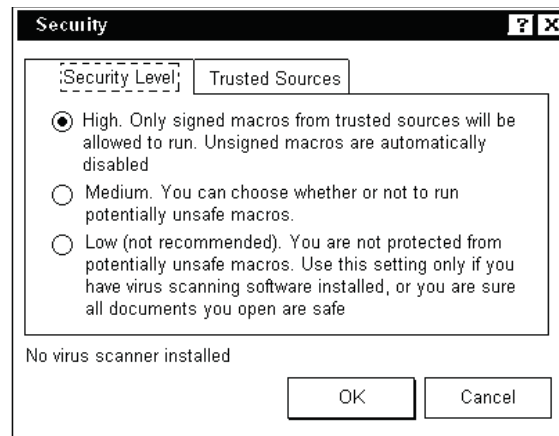 Security
? X
Security Level Trusted Sources
High. Only signed macros from trusted sources will be
allowed to run. Unsigned macros are automatically
disabled
Medium. You can choose whether or not to run
potentially unsafe macros.
Low (not recommended). You are not protected from
potentially unsafe macros. Use this setting only if you
have virus scanning software installed, or you are sure
all documents you open are safe
No virus scanner installed
OK Cancel